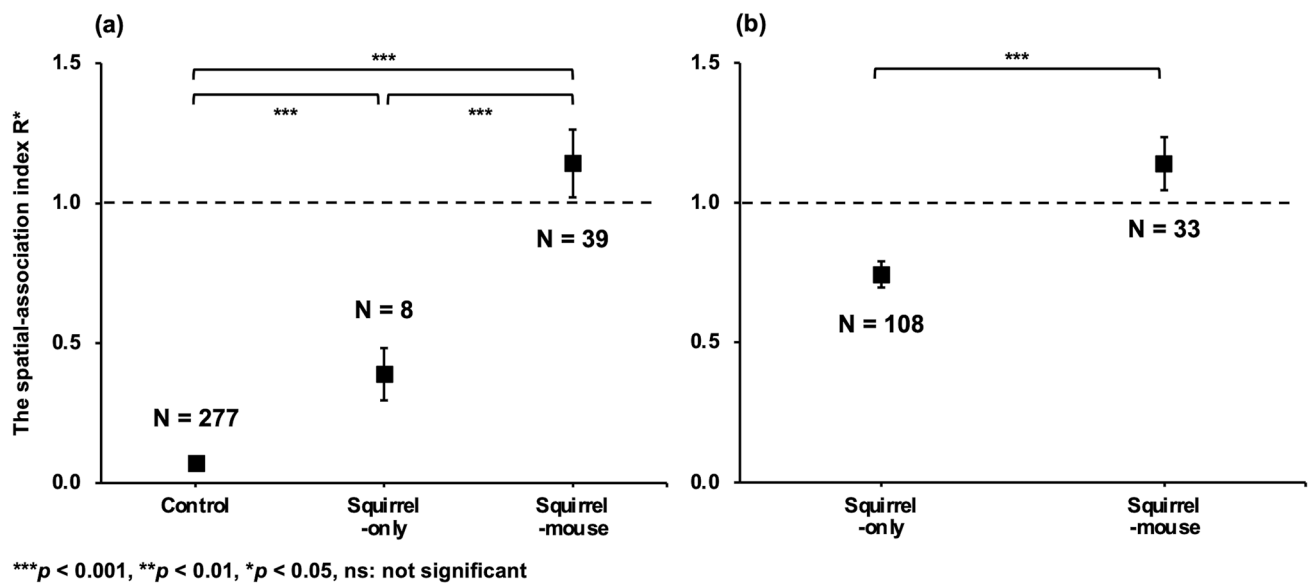 (a)
(b)
The spatial-association index R*
1.5
1.0
0.5
0.0
***
***
***
N = 277
N = 8
N = 39
Control
Squirrel
-only
Squirrel
-mouse
1.5
1.0
0.5
0.0
***
N = 108
N = 33
Squirrel
-only
Squirrel
-mouse
***p < 0.001, **p < 0.01, *p < 0.05, ns: not significant